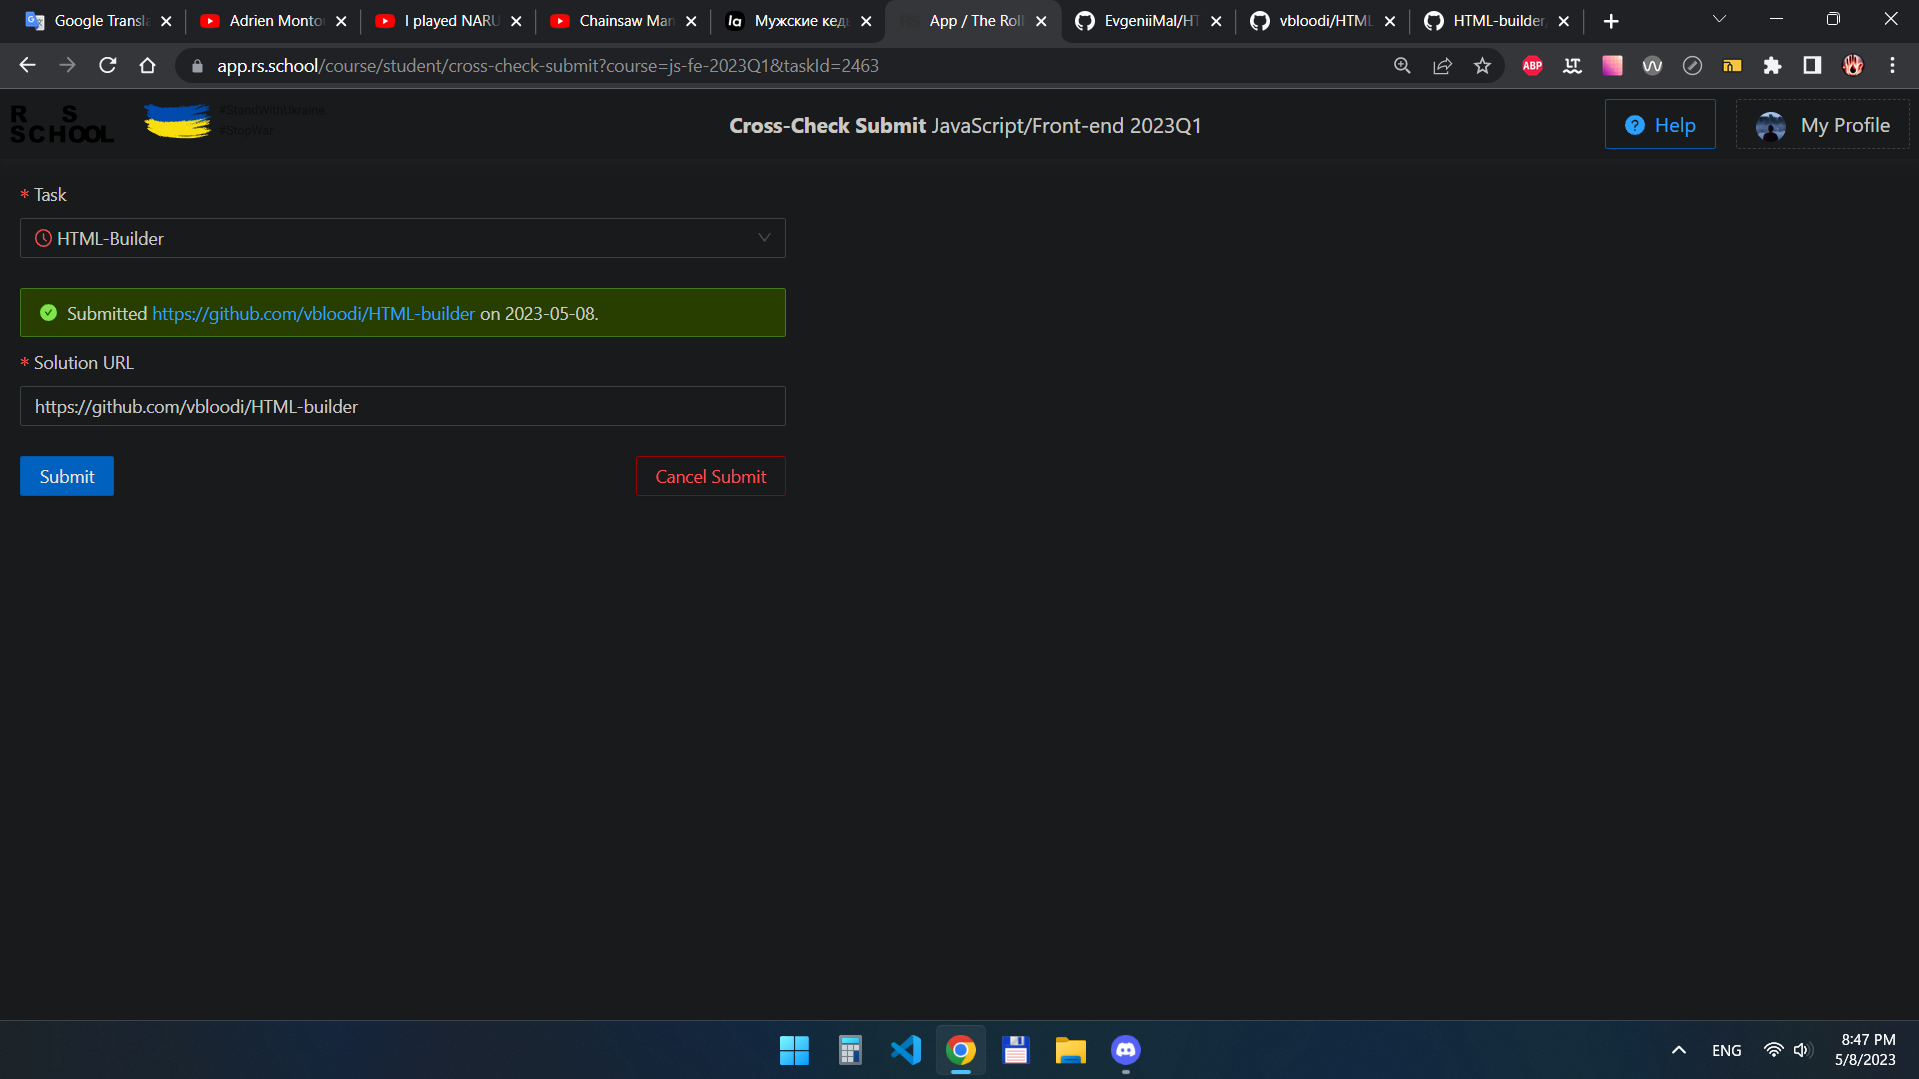 Google Transla
Adrien Monto
I played NARU
Chainsaw Man
la
Мужские кеды
App / The Roll
EvgeniiMal/HT
vbloodi/HTML
HTML-builder/
app.rs.school/course/student/cross-check-submit?course=js-fe-2023Q1&taskId=2463
ABP
R S
SCHOOL
#StandWithUkraine
#StopWar
Cross-Check Submit JavaScript/Front-end 2023Q1
? Help
My Profile
* Task
HTML-Builder
Submitted https://github.com/vbloodi/HTML-builder on 2023-05-08.
* Solution URL
https://github.com/vbloodi/HTML-builder
Submit
Cancel Submit
ENG
8:47 PM
5/8/2023